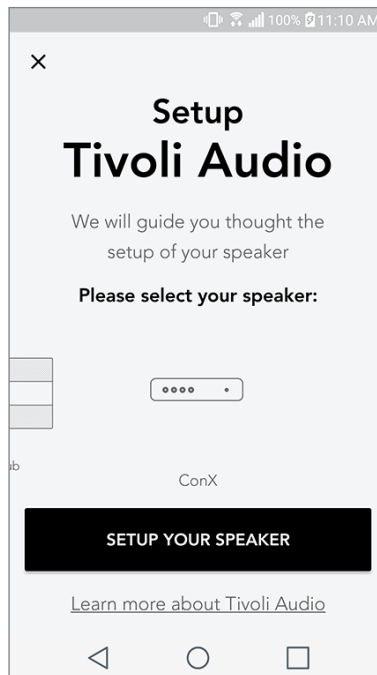 100% 11:10 AM
Setup
Tivoli Audio
We will guide you thought the
setup of your speaker
Please select your speaker:
ConX
SETUP YOUR SPEAKER
Learn more about Tivoli Audio